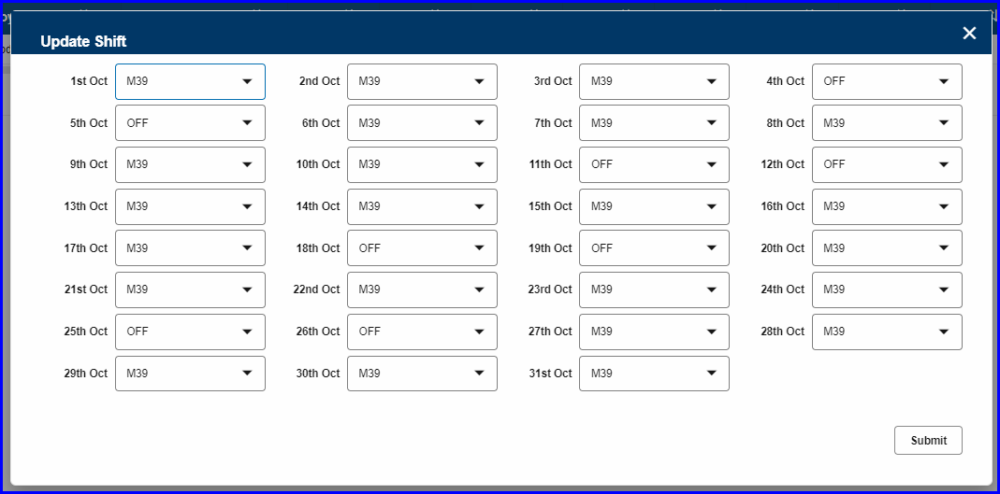 Update Shift
1st Oct M39 2nd Oct M39 3rd Oct M39 4th Oct OFF
5th Oct OFF 6th Oct M39 7th Oct M39 8th Oct M39
9th Oct M39 10th Oct M39 11th Oct OFF 12th Oct OFF
13th Oct M39 14th Oct M39 15th Oct M39 16th Oct M39
17th Oct M39 18th Oct OFF 19th Oct OFF 20th Oct M39
21st Oct M39 22nd Oct M39 23rd Oct M39 24th Oct M39
25th Oct OFF 26th Oct OFF 27th Oct M39 28th Oct M39
29th Oct M39 30th Oct M39 31st Oct M39
Submit